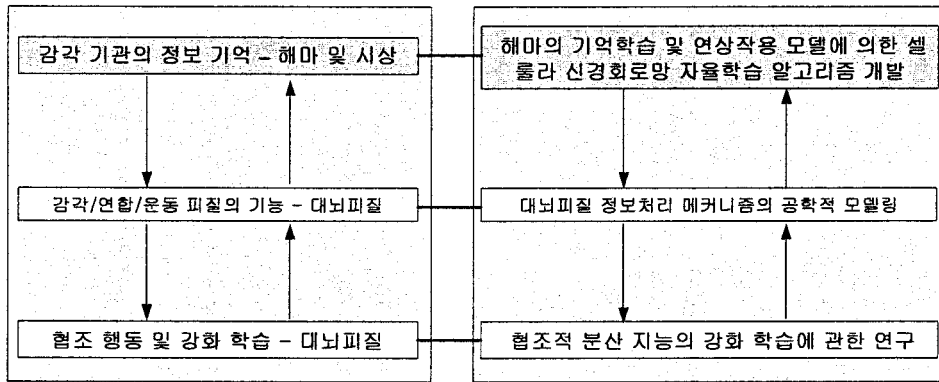 감각 기관의 정보 기억 – 해마 및 시상
해마의 기억학습 및 연상작용 모델에 의한 셀
룰라 신경회로망 자율학습 알고리즘 개발
감각/연합/운동 피질의 기능 – 대뇌피질
대뇌피질 정보처리 메커니즘의 공학적 모델링
협조 행동 및 강화 학습 – 대뇌피질
협조적 분산 지능의 강화 학습에 관한 연구